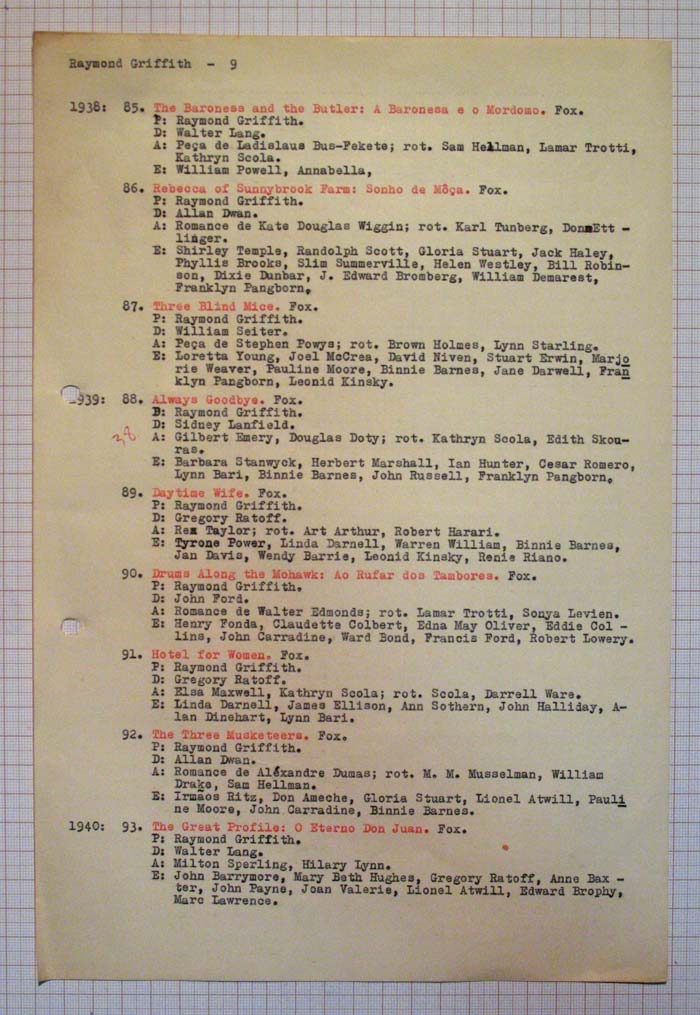 Raymond Griffith - 9
1938: 85. The Baroness and the Butler: A Baronesa e o Mordomo. Fox.
P: Raymond Griffith.
D: Walter Lang.
A: Peça de Ladislaus Bus-Fekete; rot. Sam Hellman, Lamar Trotti,
Kathryn Scola.
E: William Powell, Annabella,
86. Rebecca of Sunnybrook Farm: Sonho de Môça. Fox.
P: Raymond Griffith.
D: Allan Dwan.
A: Romance de Kate Douglas Wiggin; rot. Karl Tunberg, Don Ett -
linger.
E: Shirley Temple, Randolph Scott, Gloria Stuart, Jack Haley,
Phyllis Brooks, Slim Summerville, Helen Westley, Bill Robin-
son, Dixie Dunbar, J. Edward Bromberg, William Demarest,
Franklyn Pangborn.
87. Three Blind Mice. Fox.
P: Raymond Griffith.
D: William Seiter.
A: Peça de Stephen Powys; rot. Brown Holmes, Lynn Starling.
E: Loretta Young, Joel McCrea, David Niven, Stuart Erwin, Marjo
rie Weaver, Pauline Moore, Binnie Barnes, Jane Darwell, Fran
klyn Pangborn, Leonid Kinsky.
1939: 88. Always Goodbye. Fox.
P: Raymond Griffith.
D: Sidney Lanfield.
38
A: Gilbert Emery, Douglas Doty; rot. Kathryn Scola, Edith Skou-
ras.
E: Barbara Stanwyck, Herbert Marshall, Ian Hunter, Cesar Romero,
Lynn Bari, Binnie Barnes, John Russell, Franklyn Pangborn.
89. Daytime Wife. Fox.
P: Raymond Griffith.
D: Gregory Ratoff.
A: Rex Taylor; rot. Art Arthur, Robert Harari.
E: Tyrone Power, Linda Darnell, Warren William, Binnie Barnes,
Jan Davis, Wendy Barrie, Leonid Kinsky, Renie Riano.
90. Drums Along the Mohawk: Ao Rufar dos Tambores. Fox.
P: Raymond Griffith.
D: John Ford.
A: Romance de Walter Edmonds; rot. Lamar Trotti, Sonya Levien.
E: Henry Fonda, Claudette Colbert, Edna May Oliver, Eddie Col -
lins, John Carradine, Ward Bond, Francis Ford, Robert Lowery.
91. Hotel for Women. Fox.
P: Raymond Griffith.
D: Gregory Ratoff.
A: Elsa Maxwell, Kathryn Scola; rot. Scola, Darrell Ware.
E: Linda Darnell, James Ellison, Ann Sothern, John Halliday, A-
lan Dinehart, Lynn Bari.
92. The Three Musketeers. Fox.
P: Raymond Griffith.
D: Allan Dwan.
A: Romance de Aléxandre Dumas; rot. M. M. Musselman, William
Drake, Sam Hellman.
E: Irmãos Ritz, Don Ameche, Gloria Stuart, Lionel Atwill, Pauli
ne Moore, John Carradine, Binnie Barnes.
1940: 93. The Great Profile: O Eterno Don Juan. Fox.
P: Raymond Griffith.
D: Walter Lang.
A: Milton Sperling, Hilary Lynn.
E: John Barrymore, Mary Beth Hughes, Gregory Ratoff, Anne Bax -
ter, John Payne, Joan Valerie, Lionel Atwill, Edward Brophy,
Marc Lawrence.